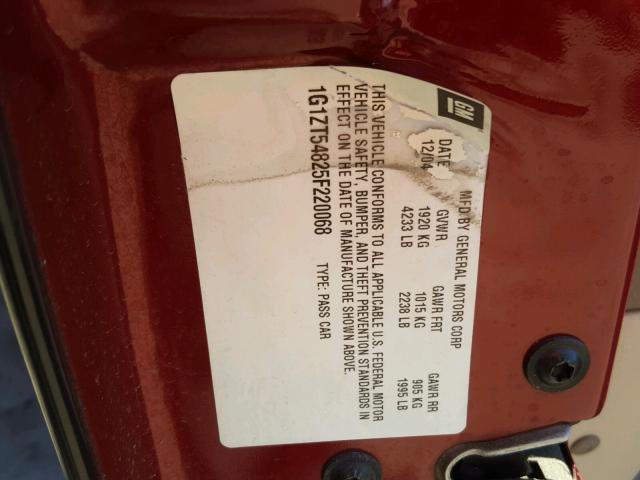 GM
MFD BY GENERAL MOTORS CORP
DATE GVWR GAWR FRT GAWR RR
12/04 1920 KG 1015 KG 905 KG
4233 LB 2238 LB 1995 LB
THIS VEHICLE CONFORMS TO ALL APPLICABLE U.S. FEDERAL MOTOR
VEHICLE SAFETY, BUMPER, AND THEFT PREVENTION STANDARDS IN
EFFECT ON THE DATE OF MANUFACTURE SHOWN ABOVE.
1G1ZT54825F220068 TYPE: PASS CAR